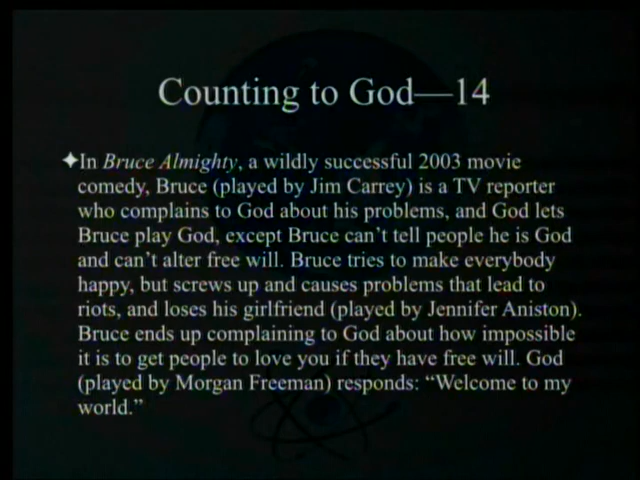 Counting to God—14
✦In Bruce Almighty, a wildly successful 2003 movie
comedy, Bruce (played by Jim Carrey) is a TV reporter
who complains to God about his problems, and God lets
Bruce play God, except Bruce can’t tell people he is God
and can’t alter free will. Bruce tries to make everybody
happy, but screws up and causes problems that lead to
riots, and loses his girlfriend (played by Jennifer Aniston).
Bruce ends up complaining to God about how impossible
it is to get people to love you if they have free will. God
(played by Morgan Freeman) responds: “Welcome to my
world.”